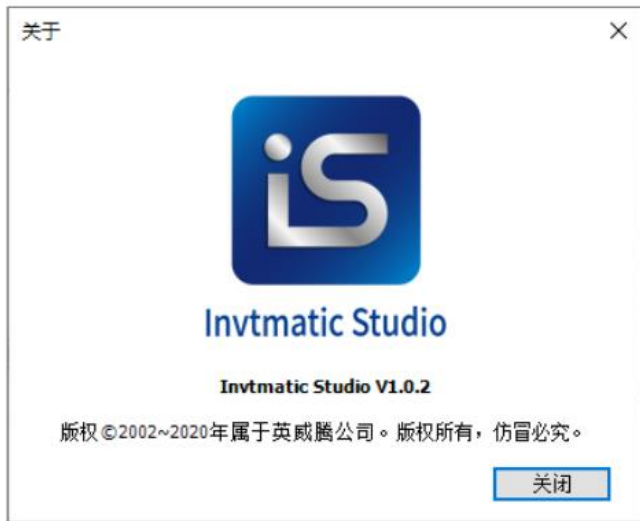 关于
iS
Invtmatic Studio
Invtmatic Studio V1.0.2
版权©2002~2020年属于英威腾公司。版权所有，仿冒必究。
关闭